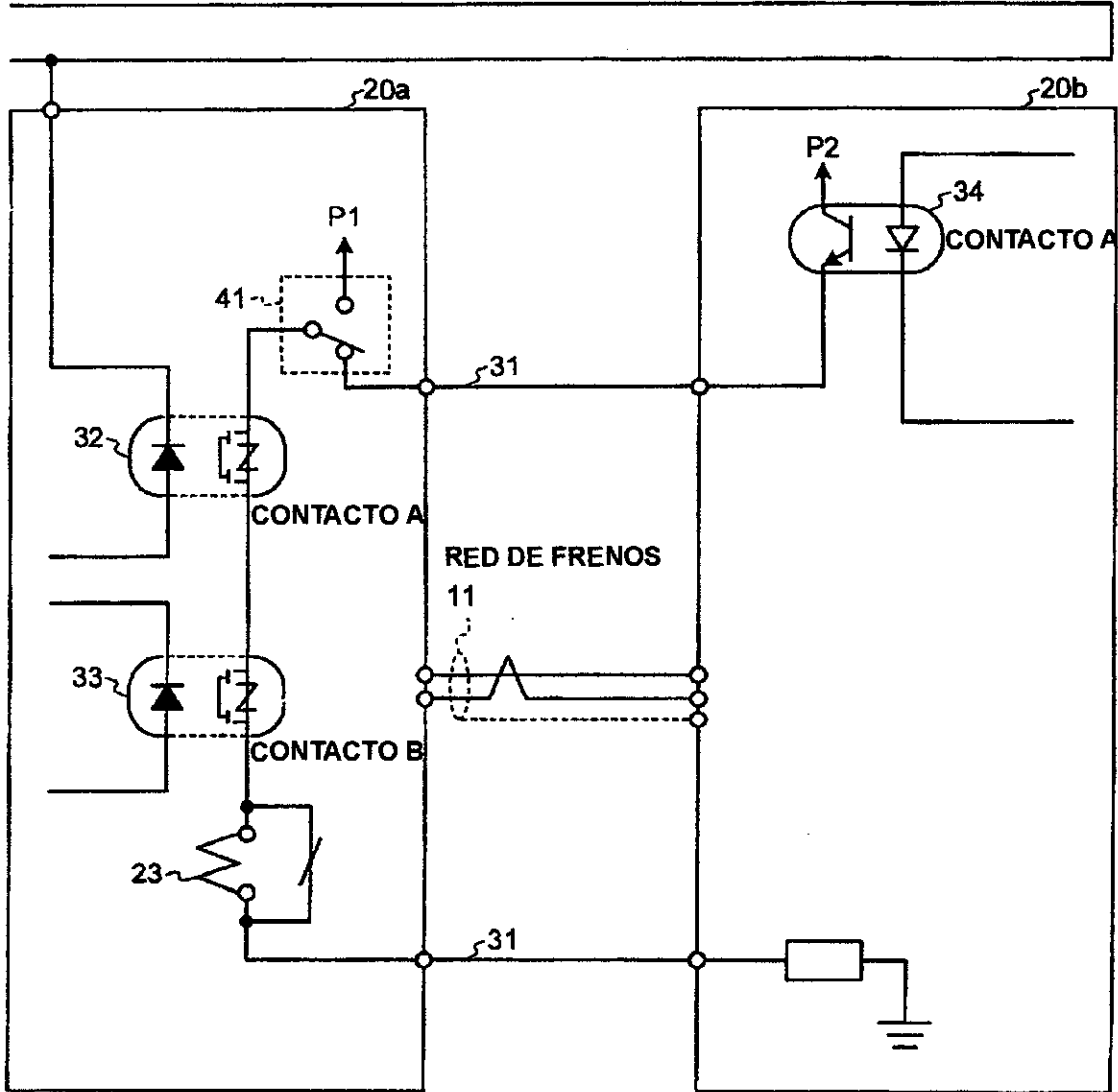 20a
20b
P2
34
CONTACTO A
P1
41
31
32
CONTACTO A
RED DE FRENOS
11
33
CONTACTO B
23
31